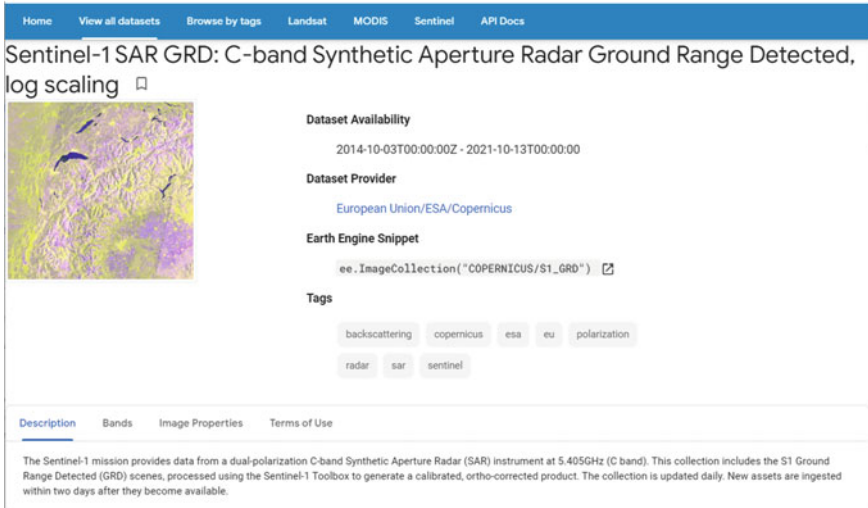 Home View all datasets Browse by tags Landsat MODIS Sentinel API Docs
Sentinel-1 SAR GRD: C-band Synthetic Aperture Radar Ground Range Detected,
log scaling
Dataset Availability
2014-10-03T00:00:00Z - 2021-10-13T00:00:00
Dataset Provider
European Union/ESA/Copernicus
Earth Engine Snippet
ee.ImageCollection("COPERNICUS/S1_GRD")
Tags
backscattering copernicus esa eu polarization
radar sar sentinel
Description Bands Image Properties Terms of Use
The Sentinel-1 mission provides data from a dual-polarization C-band Synthetic Aperture Radar (SAR) instrument at 5.405GHz (C band). This collection includes the S1 Ground
Range Detected (GRD) scenes, processed using the Sentinel-1 Toolbox to generate a calibrated, ortho-corrected product. The collection is updated daily. New assets are ingested
within two days after they become available.